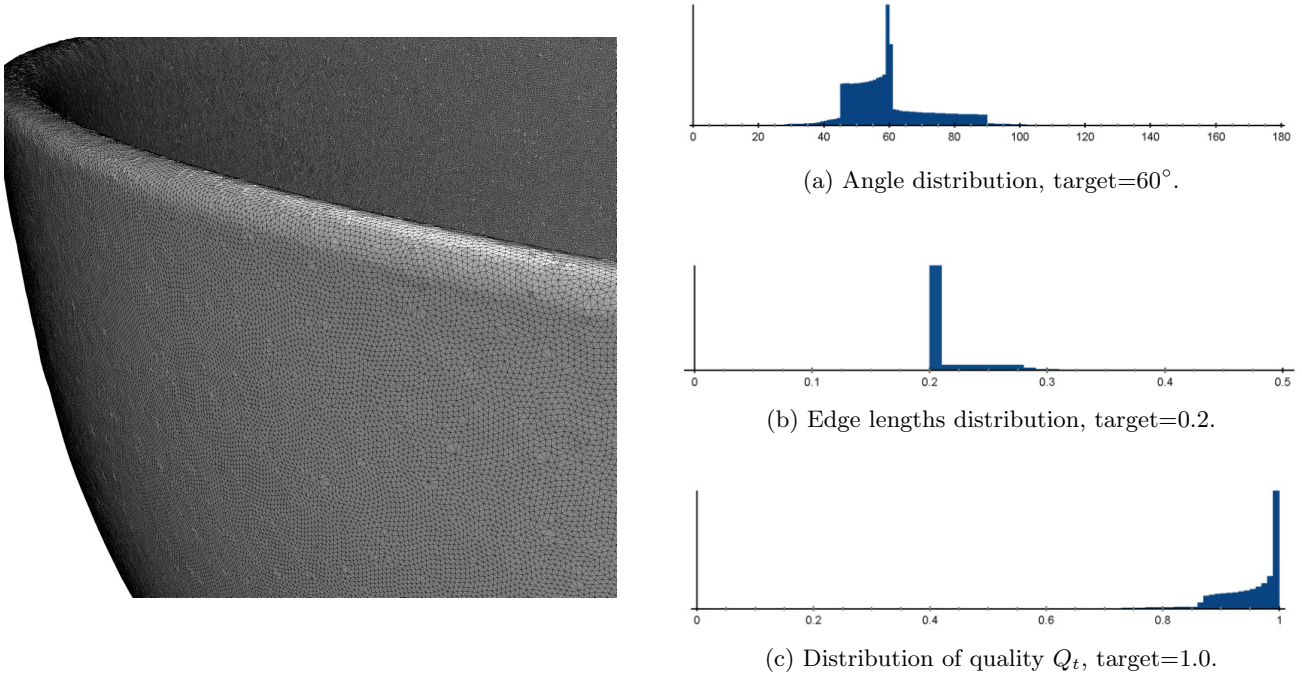 0 20 40 60 80 100 120 140 160 180
(a) Angle distribution, target=60°.
0 0.1 0.2 0.3 0.4 0.5
(b) Edge lengths distribution, target=0.2.
0 0.2 0.4 0.6 0.8 1
(c) Distribution of quality Qₜ, target=1.0.